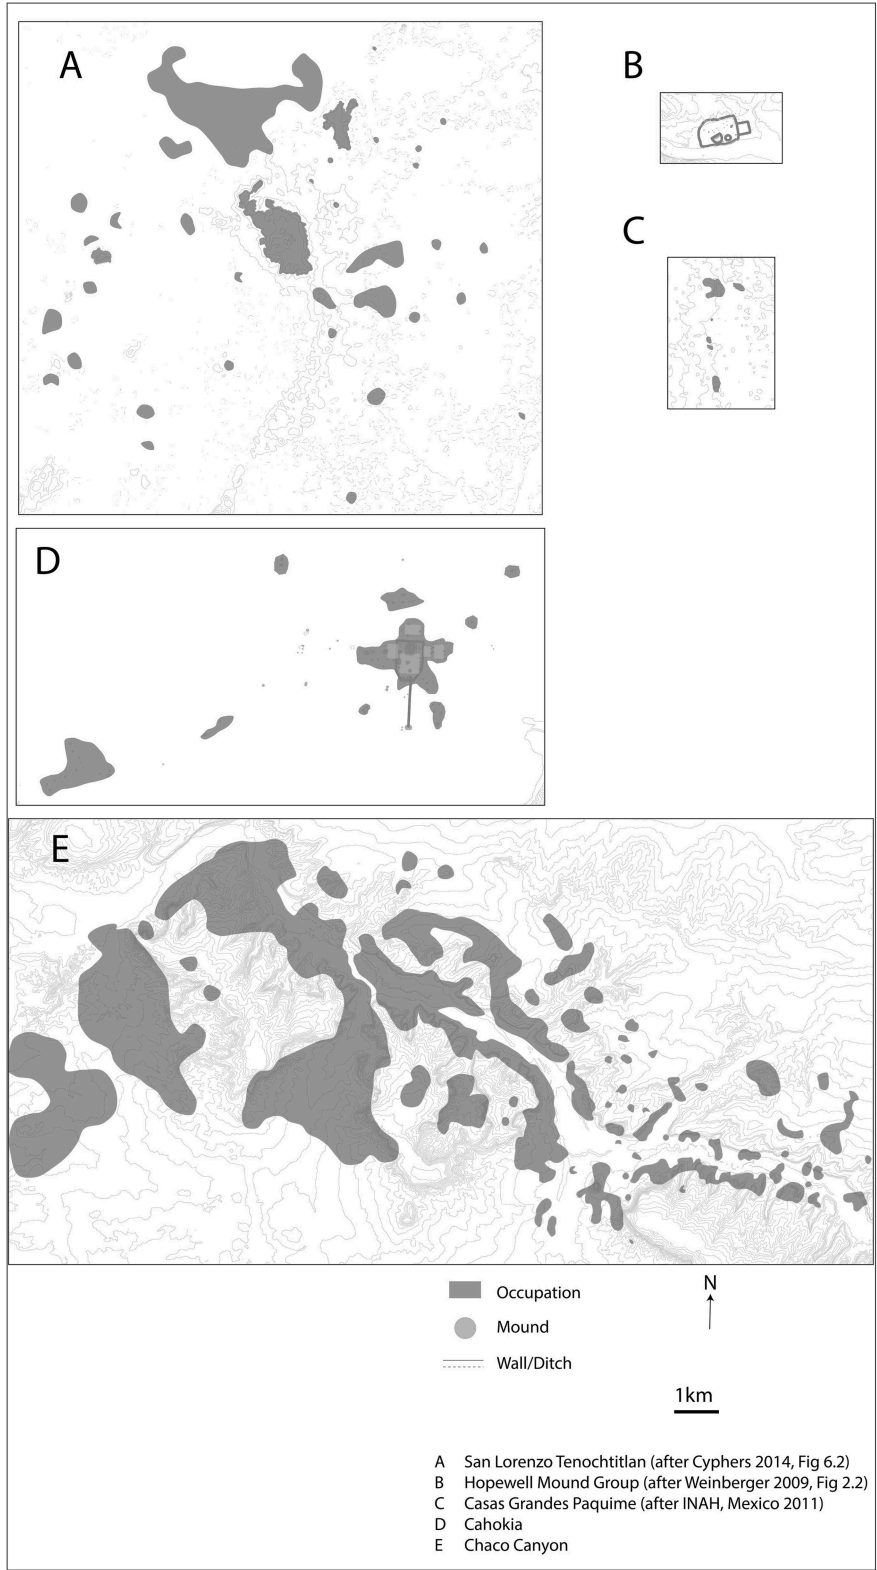 A
B
C
D
E
Occupation
Mound
Wall/Ditch
N
1km
A San Lorenzo Tenochtitlan (after Cyphers 2014, Fig 6.2)
B Hopewell Mound Group (after Weinberger 2009, Fig 2.2)
C Casas Grandes Paquime (after INAH, Mexico 2011)
D Cahokia
E Chaco Canyon